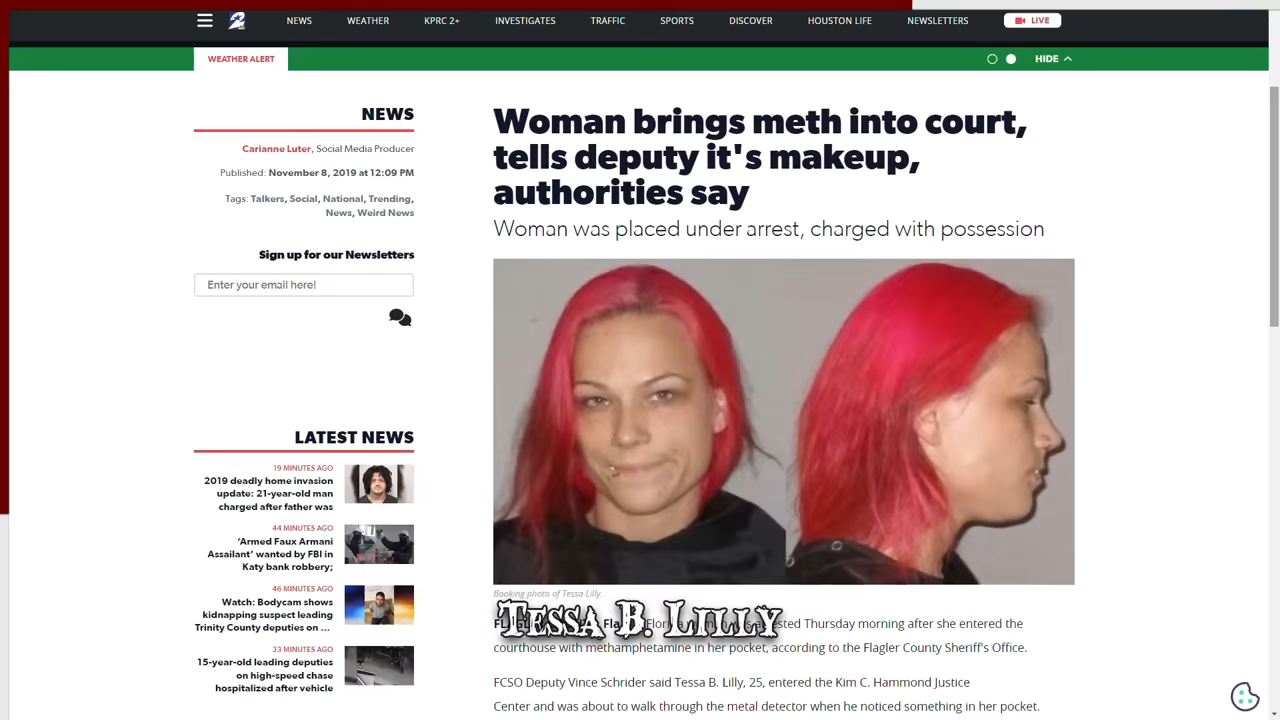 2
NEWS WEATHER KPRC 2+ INVESTIGATES TRAFFIC SPORTS DISCOVER HOUSTON LIFE NEWSLETTERS LIVE
WEATHER ALERT
HIDE
NEWS
Carianne Luter, Social Media Producer
Published: November 8, 2019 at 12:09 PM
Tags: Talkers, Social, National, Trending,
News, Weird News
Sign up for our Newsletters
Enter your email here!
LATEST NEWS
19 MINUTES AGO
2019 deadly home invasion
update: 21-year-old man
charged after father was
44 MINUTES AGO
‘Armed Faux Armani
Assailant’ wanted by FBI in
Katy bank robbery;
46 MINUTES AGO
Watch: Bodycam shows
kidnapping suspect leading
Trinity County deputies on ...
33 MINUTES AGO
15-year-old leading deputies
on high-speed chase
hospitalized after vehicle
Woman brings meth into court,
tells deputy it's makeup,
authorities say
Woman was placed under arrest, charged with possession
Booking photo of Tessa Lilly.
Tessa B. Lilly
Thursday morning after she entered the
courthouse with methamphetamine in her pocket, according to the Flagler County Sheriff's Office.
FCSO Deputy Vince Schrider said Tessa B. Lilly, 25, entered the Kim C. Hammond Justice
Center and was about to walk through the metal detector when he noticed something in her pocket.